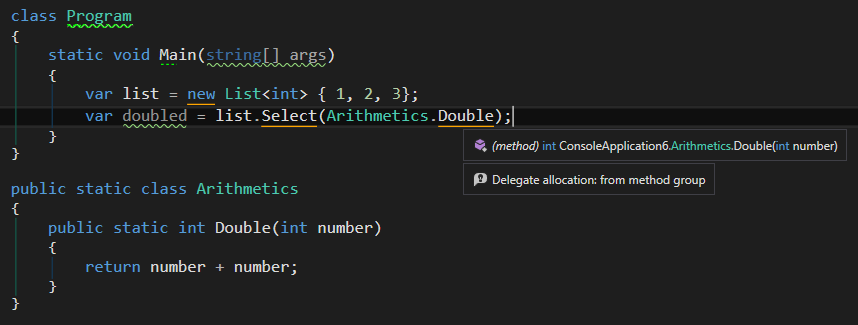 class Program
{
static void Main(string[] args)
{
var list = new List<int> { 1, 2, 3};
var doubled = list.Select(Arithmetics.Double);
}
(method) int ConsoleApplication6.Arithmetics.Double(int number)
}
Delegate allocation: from method group
public static class Arithmetics
{
public static int Double(int number)
{
return number + number;
}
}